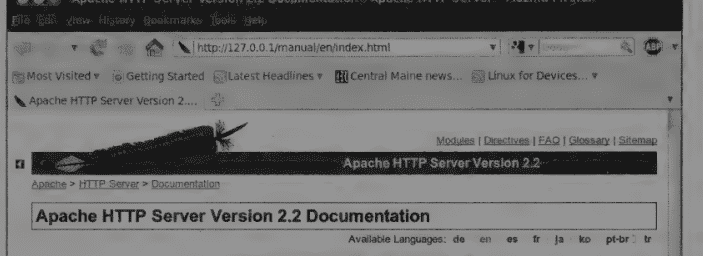 Apache HTTP Server Version 2.2 Documentation - Apache HTTP Server - Mozilla
File Edit View History Bookmarks Tools Help
http://127.0.0.1/manual/en/index.html
Most Visited Getting Started Latest Headlines Central Maine news... Linux for Devices...
Apache HTTP Server Version 2....
Modules | Directives | FAQ | Glossary | Sitemap
Apache HTTP Server Version 2.2
Apache > HTTP Server > Documentation
Apache HTTP Server Version 2.2 Documentation
Available Languages: de | en | es | fr | ja | ko | pt-br | tr